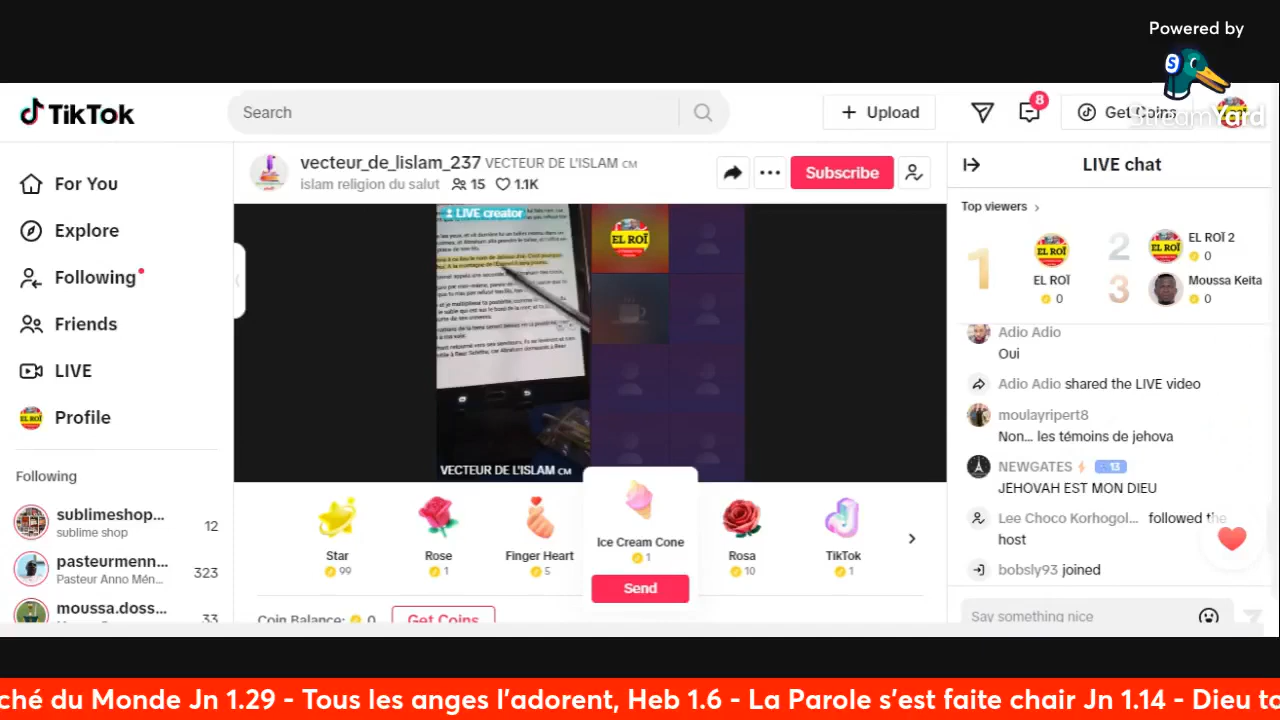 Powered by
StreamYard
TikTok
Search
Upload
8
Get Coins
For You
Explore
Following
Friends
LIVE
Profile
Following
sublimeshop...
sublime shop
12
pasteurmenn...
Pasteur Anno Mén...
323
moussa.doss...
33
vecteur_de_lislam_237 VECTEUR DE L'ISLAM CM
islam religion du salut 15 1.1K
Subscribe
LIVE creator
EL ROÏ
VECTEUR DE L'ISLAM CM
Star
99
Rose
1
Finger Heart
5
Ice Cream Cone
1
Send
Rosa
10
TikTok
1
Coin Balance: 0
Get Coins
LIVE chat
Top viewers
1
EL ROÏ
0
2
EL ROÏ 2
0
3
Moussa Keita
0
Adio Adio
Oui
Adio Adio shared the LIVE video
moulayripert8
Non... les témoins de jehova
NEWGATES 13
JEHOVAH EST MON DIEU
Lee Choco Korhogol... followed the
host
bobsly93 joined
Say something nice
ché du Monde Jn 1.29 - Tous les anges l'adorent, Heb 1.6 - La Parole s'est faite chair Jn 1.14 - Dieu to